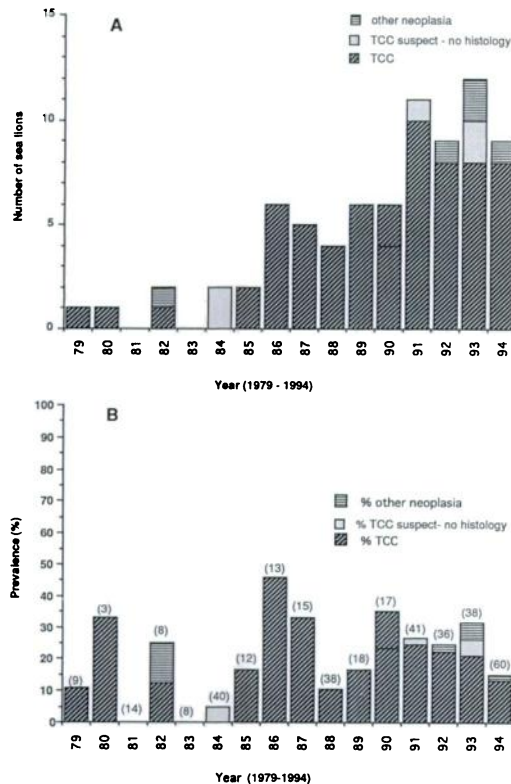 A
other neoplasia
TCC suspect - no histology
TCC
15
10
5
0
Number of sea lions
79 80 81 82 83 84 85 86 87 88 89 90 91 92 93 94
Year (1979 - 1994)
B
% other neoplasia
% TCC suspect- no histology
% TCC
100
90
80
70
60
50
40
30
20
10
0
Prevalence (%)
(9) (3) (14) (8) (8) (40) (12) (13) (15) (38) (18) (17) (41) (36) (38) (60)
79 80 81 82 83 84 85 86 87 88 89 90 91 92 93 94
Year (1979-1994)